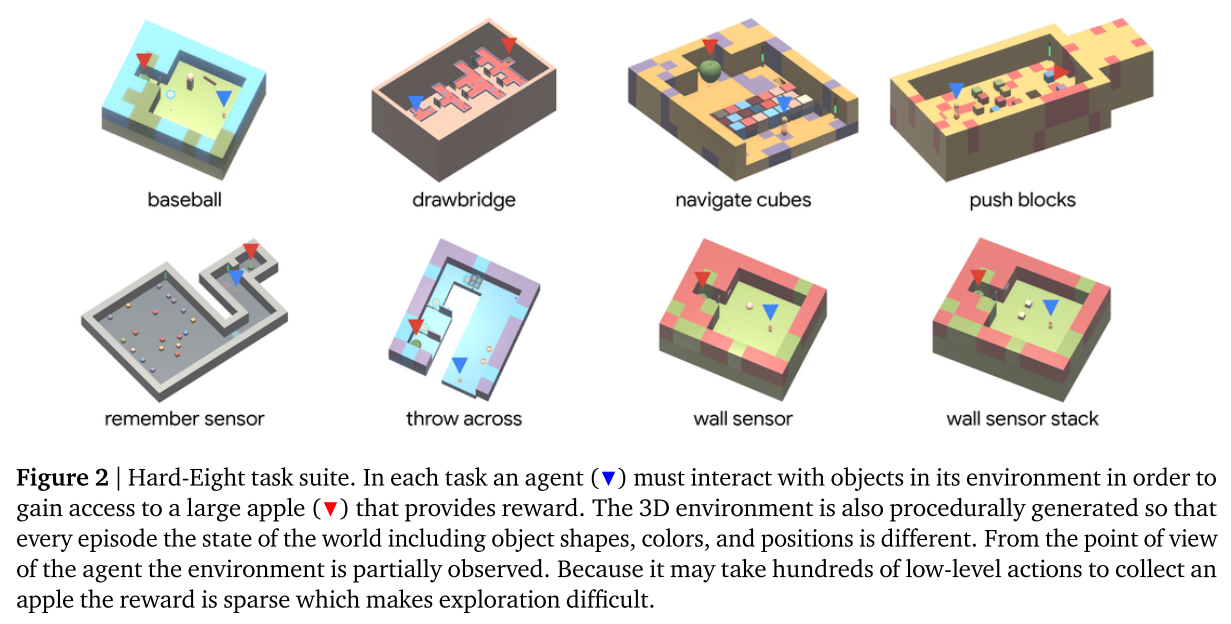 baseball
drawbridge
navigate cubes
push blocks
remember sensor
throw across
wall sensor
wall sensor stack
Figure 2 | Hard-Eight task suite. In each task an agent (▼) must interact with objects in its environment in order to
gain access to a large apple (▼) that provides reward. The 3D environment is also procedurally generated so that
every episode the state of the world including object shapes, colors, and positions is different. From the point of view
of the agent the environment is partially observed. Because it may take hundreds of low-level actions to collect an
apple the reward is sparse which makes exploration difficult.